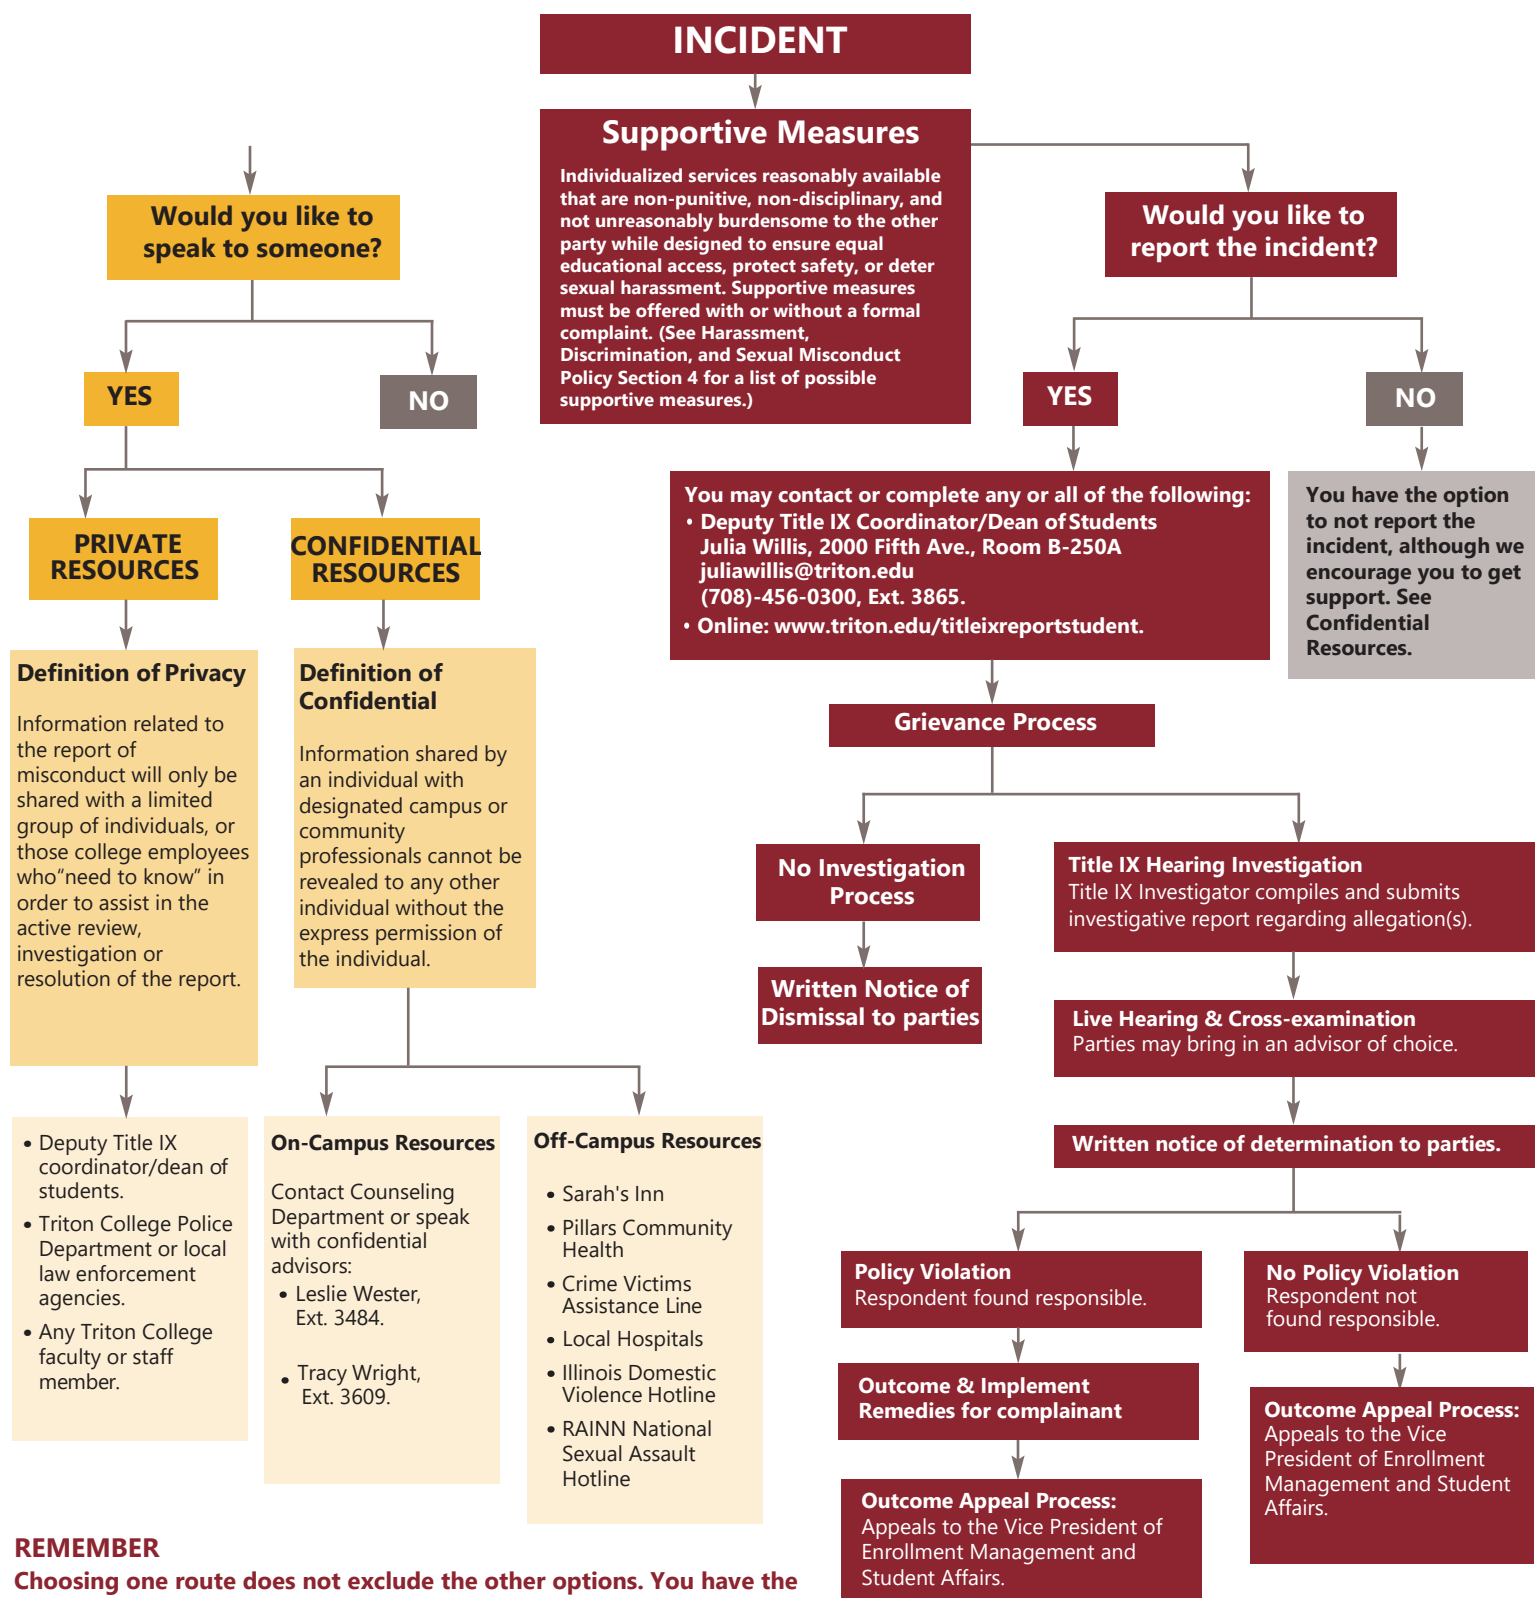 INCIDENT
Supportive Measures
Individualized services reasonably available
that are non-punitive, non-disciplinary, and
not unreasonably burdensome to the other
party while designed to ensure equal
educational access, protect safety, or deter
sexual harassment. Supportive measures
must be offered with or without a formal
complaint. (See Harassment,
Discrimination, and Sexual Misconduct
Policy Section 4 for a list of possible
supportive measures.)
Would you like to
speak to someone?
YES
NO
PRIVATE
RESOURCES
CONFIDENTIAL
RESOURCES
Definition of Privacy
Information related to
the report of
misconduct will only be
shared with a limited
group of individuals, or
those college employees
who“need to know” in
order to assist in the
active review,
investigation or
resolution of the report.
Definition of
Confidential
Information shared by
an individual with
designated campus or
community
professionals cannot be
revealed to any other
individual without the
express permission of
the individual.
• Deputy Title IX
coordinator/dean of
students.
• Triton College Police
Department or local
law enforcement
agencies.
• Any Triton College
faculty or staff
member.
On-Campus Resources
Contact Counseling
Department or speak
with confidential
advisors:
• Leslie Wester,
Ext. 3484.
• Tracy Wright,
Ext. 3609.
Off-Campus Resources
• Sarah's Inn
• Pillars Community
Health
• Crime Victims
Assistance Line
• Local Hospitals
• Illinois Domestic
Violence Hotline
• RAINN National
Sexual Assault
Hotline
Would you like to
report the incident?
YES
NO
You may contact or complete any or all of the following:
• Deputy Title IX Coordinator/Dean of Students
Julia Willis, 2000 Fifth Ave., Room B-250A
juliawillis@triton.edu
(708)-456-0300, Ext. 3865.
• Online: www.triton.edu/titleixreportstudent.
You have the option
to not report the
incident, although we
encourage you to get
support. See
Confidential
Resources.
Grievance Process
No Investigation
Process
Written Notice of
Dismissal to parties
Title IX Hearing Investigation
Title IX Investigator compiles and submits
investigative report regarding allegation(s).
Live Hearing & Cross-examination
Parties may bring in an advisor of choice.
Written notice of determination to parties.
Policy Violation
Respondent found responsible.
Outcome & Implement
Remedies for complainant
Outcome Appeal Process:
Appeals to the Vice President of
Enrollment Management and
Student Affairs.
No Policy Violation
Respondent not
found responsible.
Outcome Appeal Process:
Appeals to the Vice
President of Enrollment
Management and Student
Affairs.
REMEMBER
Choosing one route does not exclude the other options. You have the